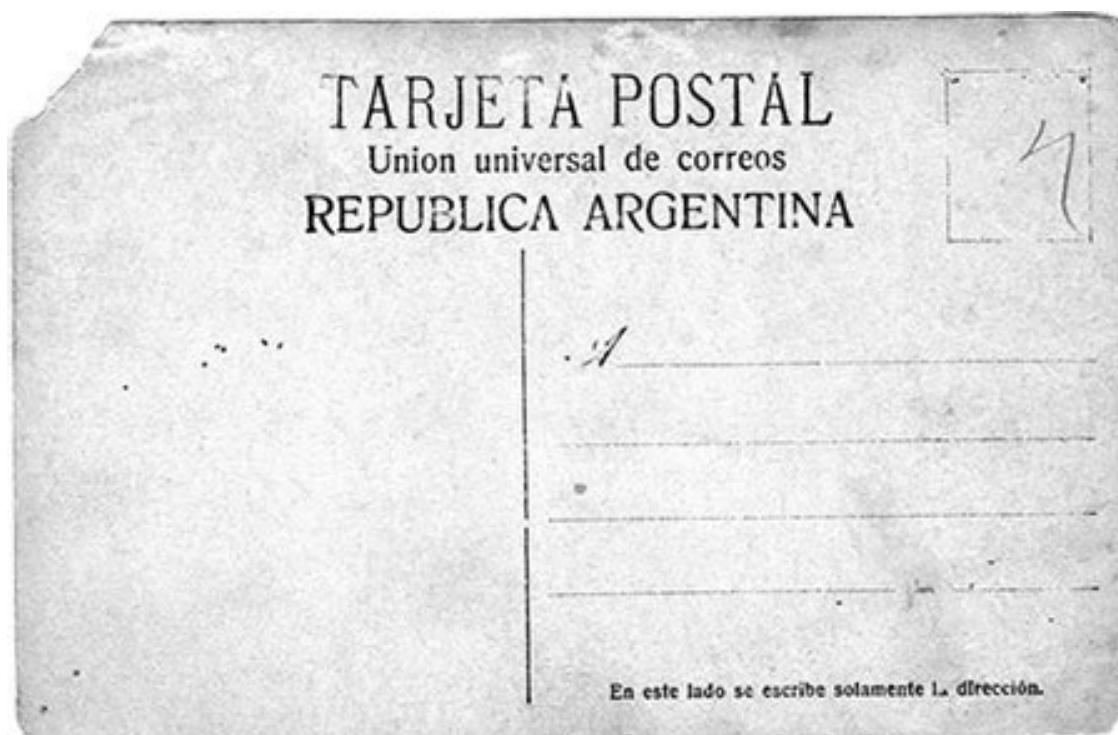 TARJETA POSTAL
Union universal de correos
REPUBLICA ARGENTINA
En este lado se escribe solamente la dirección.